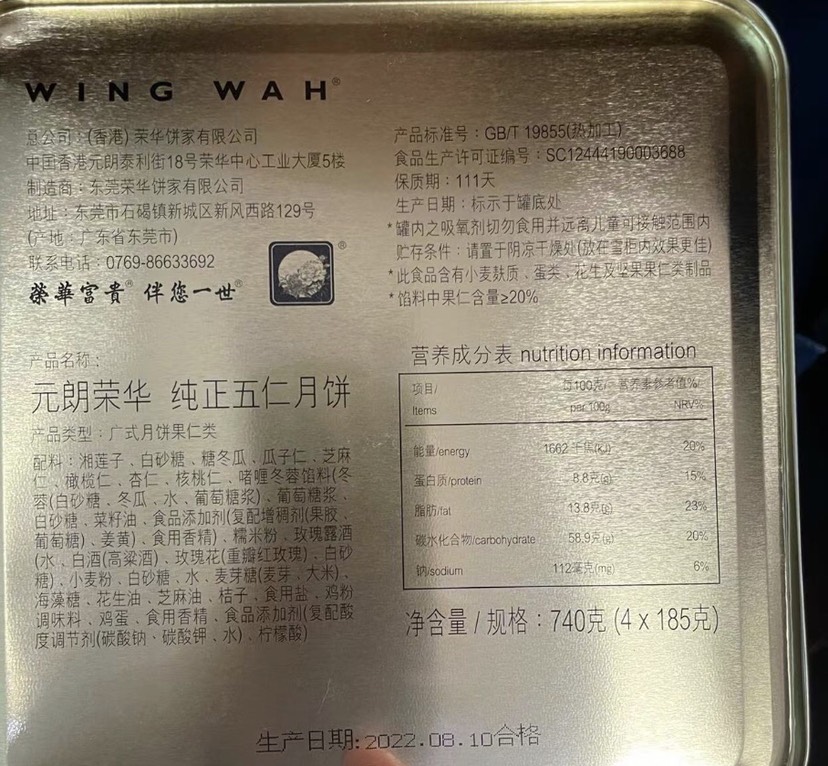 WING WAH®
总公司：(香港) 荣华饼家有限公司
中国香港元朗泰利街18号荣华中心工业大厦5楼
制造商：东莞荣华饼家有限公司
地址：东莞市石碣镇新城区新风西路129号
(产地：广东省东莞市)
联系电话：0769-86633692
榮華富貴® 伴您一世®
®
产品标准号：GB/T 19855(热加工)
食品生产许可证编号：SC12444190003688
保质期：111天
生产日期：标示于罐底处
*罐内之吸氧剂切勿食用并远离儿童可接触范围内
贮存条件：请置于阴凉干燥处(放在雪柜内效果更佳)
*此食品含有小麦麸质、蛋类、花生及坚果果仁类制品
*馅料中果仁含量≥20%
产品名称：
元朗荣华 纯正五仁月饼
产品类型：广式月饼果仁类
配料：湘莲子、白砂糖、糖冬瓜、瓜子仁、芝麻
仁、橄榄仁、杏仁、核桃仁、啫喱冬蓉馅料(冬
蓉(白砂糖、冬瓜、水、葡萄糖浆)、葡萄糖浆、
白砂糖、菜籽油、食品添加剂(复配增稠剂(果胶、
葡萄糖)、姜黄)、食用香精)、糯米粉、玫瑰露酒
(水、白酒(高粱酒)、玫瑰花(重瓣红玫瑰)、白砂
糖)、小麦粉、白砂糖、水、麦芽糖(麦芽、大米)、
海藻糖、花生油、芝麻油、桔子、食用盐、鸡粉
调味料、鸡蛋、食用香精、食品添加剂(复配酸
度调节剂(碳酸钠、碳酸钾、水)、柠檬酸)
营养成分表 nutrition information
项目/ 每100克/ 营养素参考值%/
Items per 100g NRV%
能量/energy 1662 千焦(kJ) 20%
蛋白质/protein 8.8克(g) 15%
脂肪/fat 13.8克(g) 23%
碳水化合物/carbohydrate 58.9克(g) 20%
钠/sodium 112毫克(mg) 6%
净含量 / 规格：740克 (4 x 185克)
生产日期:2022.08.10合格